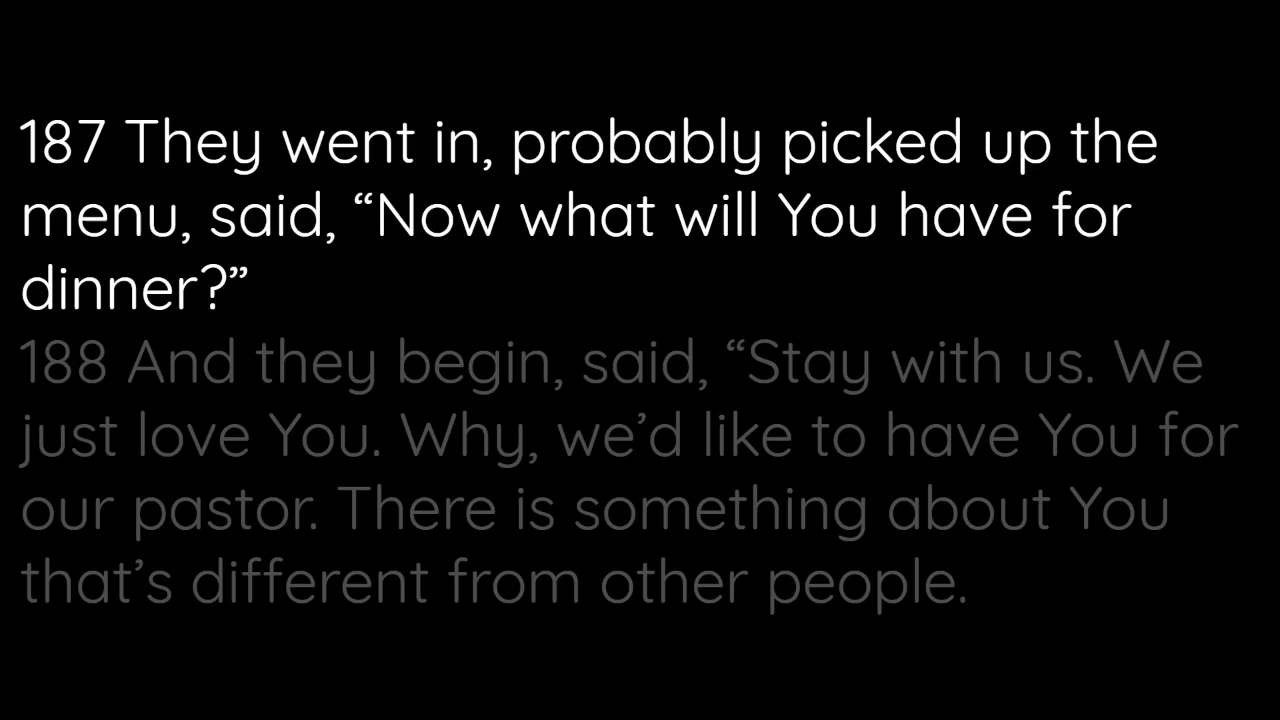 187 They went in, probably picked up the
menu, said, “Now what will You have for
dinner?”
188 And they begin, said, “Stay with us. We
just love You. Why, we’d like to have You for
our pastor. There is something about You
that’s different from other people.